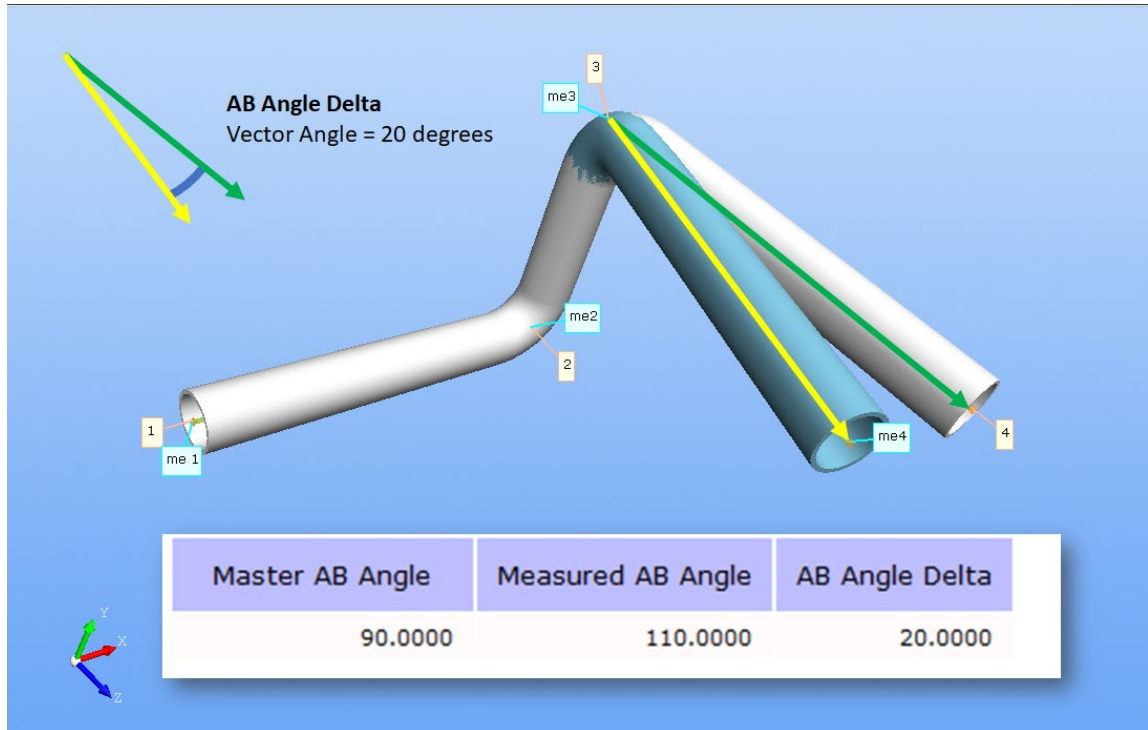 AB Angle Delta
Vector Angle = 20 degrees
3
me3
me2
2
1
me 1
me4
4
Master AB Angle Measured AB Angle AB Angle Delta
90.0000 110.0000 20.0000
Y
X
Z